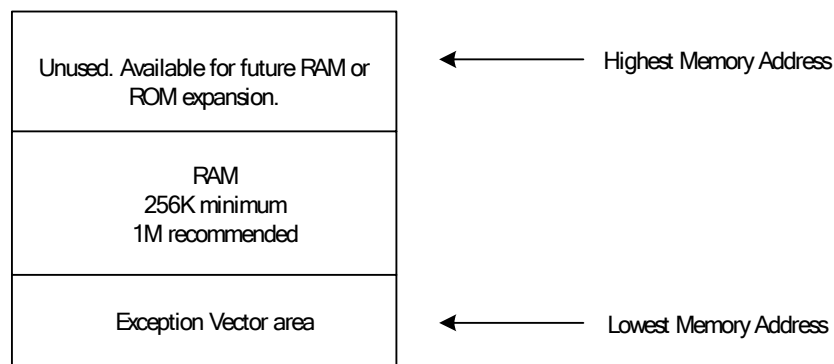 Unused. Available for future RAM or
ROM expansion.
Highest Memory Address
RAM
256K minimum
1M recommended
Exception Vector area
Lowest Memory Address